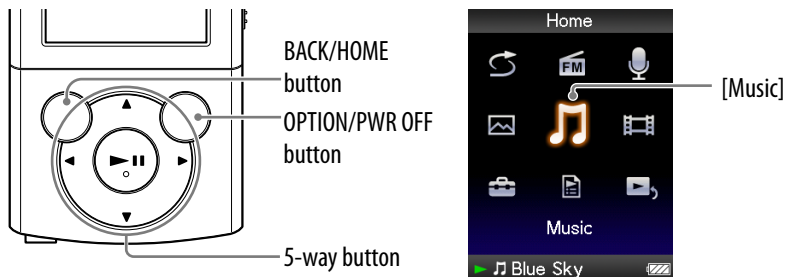 BACK/HOME
button
OPTION/PWR OFF
button
5-way button
Home
FM
Music
Blue Sky
[Music]